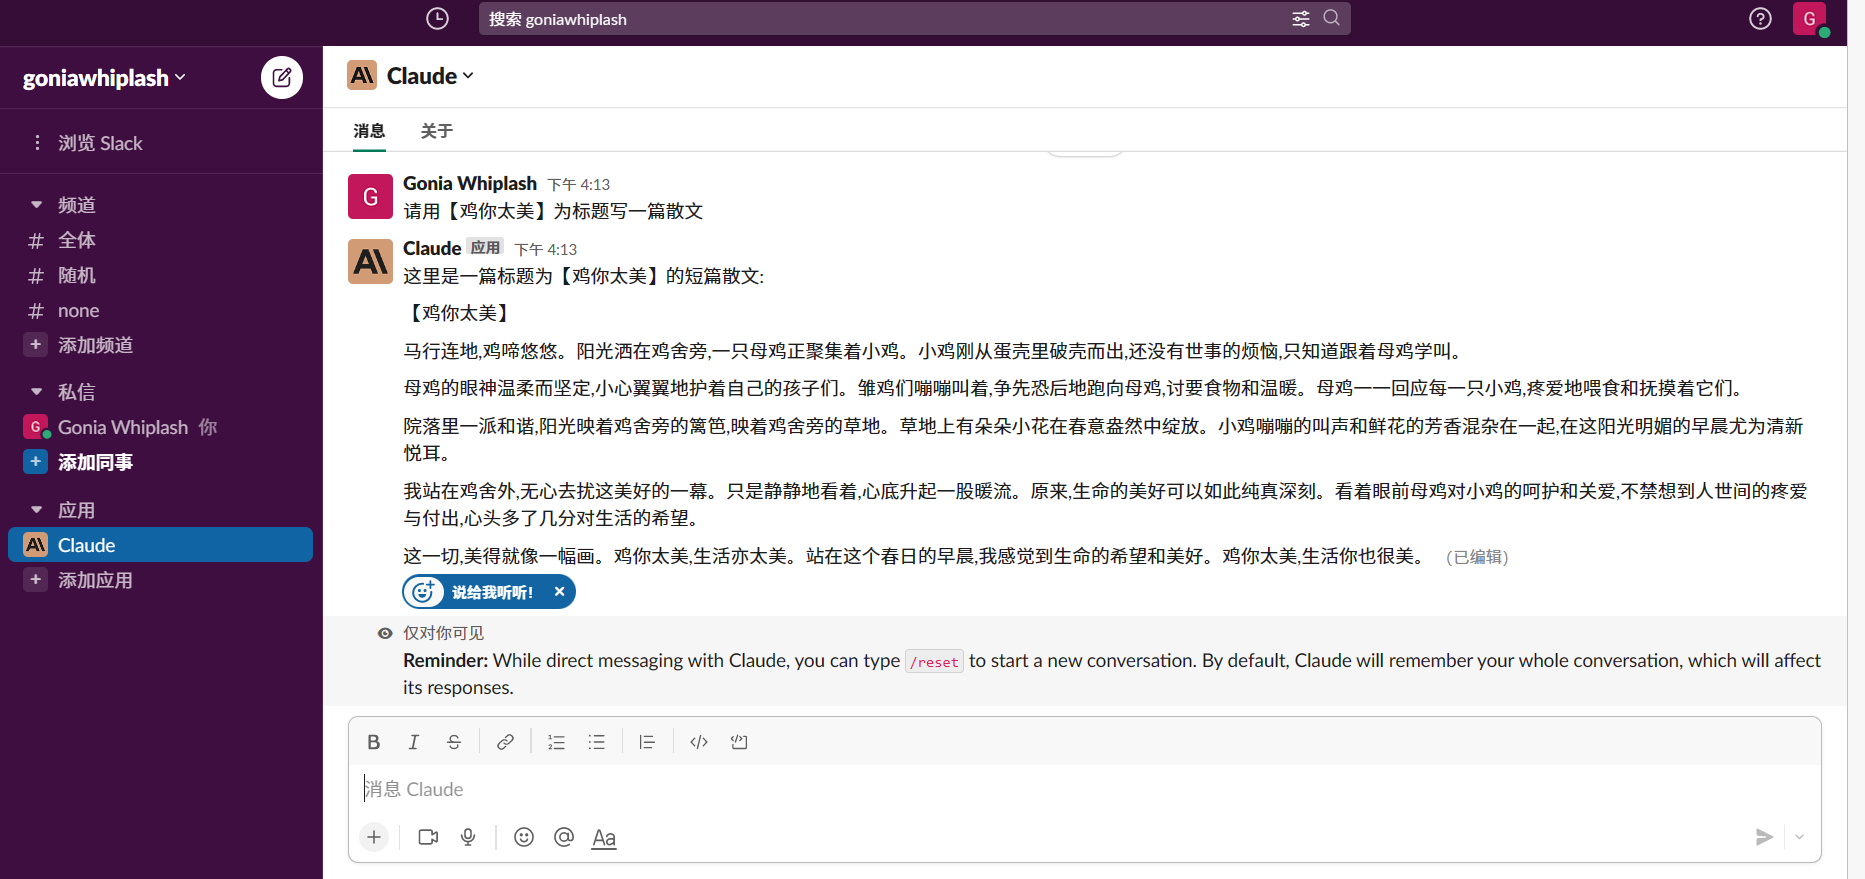 搜索 goniawhiplash
G
goniawhiplash
Claude
浏览 Slack
消息 关于
频道
# 全体
# 随机
# none
+ 添加频道
私信
G Gonia Whiplash 你
+ 添加同事
应用
Claude
+ 添加应用
G
Gonia Whiplash 下午 4:13
请用【鸡你太美】为标题写一篇散文
Claude 应用 下午 4:13
这里是一篇标题为【鸡你太美】的短篇散文:
【鸡你太美】
马行连地,鸡啼悠悠。阳光洒在鸡舍旁,一只母鸡正聚集着小鸡。小鸡刚从蛋壳里破壳而出,还没有世事的烦恼,只知道跟着母鸡学叫。
母鸡的眼神温柔而坚定,小心翼翼地护着自己的孩子们。雏鸡们嘣嘣叫着,争先恐后地跑向母鸡,讨要食物和温暖。母鸡一一回应每一只小鸡,疼爱地喂食和抚摸着它们。
院落里一派和谐,阳光映着鸡舍旁的篱笆,映着鸡舍旁的草地。草地上有朵朵小花在春意盎然中绽放。小鸡嘣嘣的叫声和鲜花的芳香混杂在一起,在这阳光明媚的早晨尤为清新
悦耳。
我站在鸡舍外,无心去扰这美好的一幕。只是静静地看着,心底升起一股暖流。原来,生命的美好可以如此纯真深刻。看着眼前母鸡对小鸡的呵护和关爱,不禁想到人世间的疼爱
与付出,心头多了几分对生活的希望。
这一切,美得就像一幅画。鸡你太美,生活亦太美。站在这个春日的早晨,我感觉到生命的希望和美好。鸡你太美,生活你也很美。 (已编辑)
说给我听听!
仅对你可见
Reminder: While direct messaging with Claude, you can type /reset to start a new conversation. By default, Claude will remember your whole conversation, which will affect
its responses.
B I S
消息 Claude
Aa